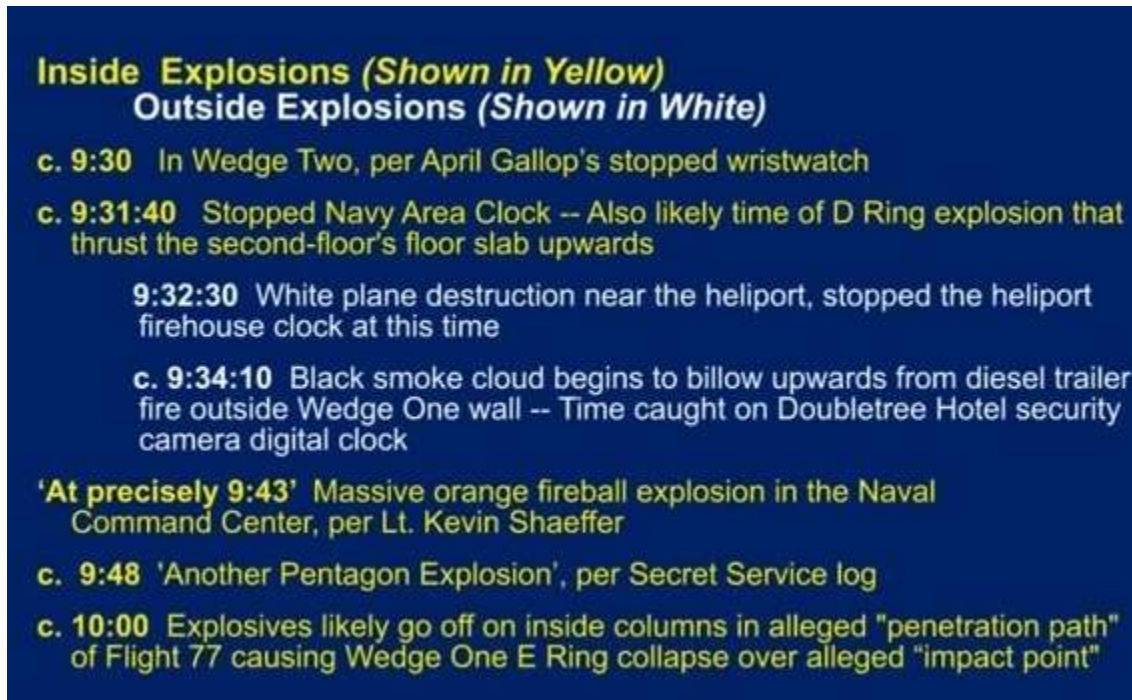 Inside Explosions (Shown in Yellow)
Outside Explosions (Shown in White)
c. 9:30 In Wedge Two, per April Gallop's stopped wristwatch
c. 9:31:40 Stopped Navy Area Clock -- Also likely time of D Ring explosion that
thrust the second-floor's floor slab upwards
9:32:30 White plane destruction near the heliport, stopped the heliport
firehouse clock at this time
c. 9:34:10 Black smoke cloud begins to billow upwards from diesel trailer
fire outside Wedge One wall -- Time caught on Doubletree Hotel security
camera digital clock
‘At precisely 9:43’ Massive orange fireball explosion in the Naval
Command Center, per Lt. Kevin Shaeffer
c. 9:48 'Another Pentagon Explosion', per Secret Service log
c. 10:00 Explosives likely go off on inside columns in alleged "penetration path"
of Flight 77 causing Wedge One E Ring collapse over alleged “impact point"